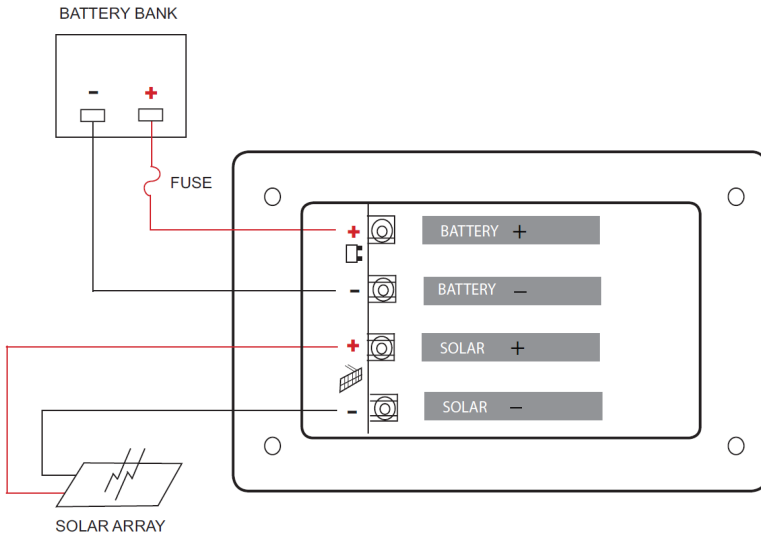 BATTERY BANK
- +
FUSE
+ BATTERY +
- BATTERY −
+ SOLAR +
- SOLAR −
SOLAR ARRAY